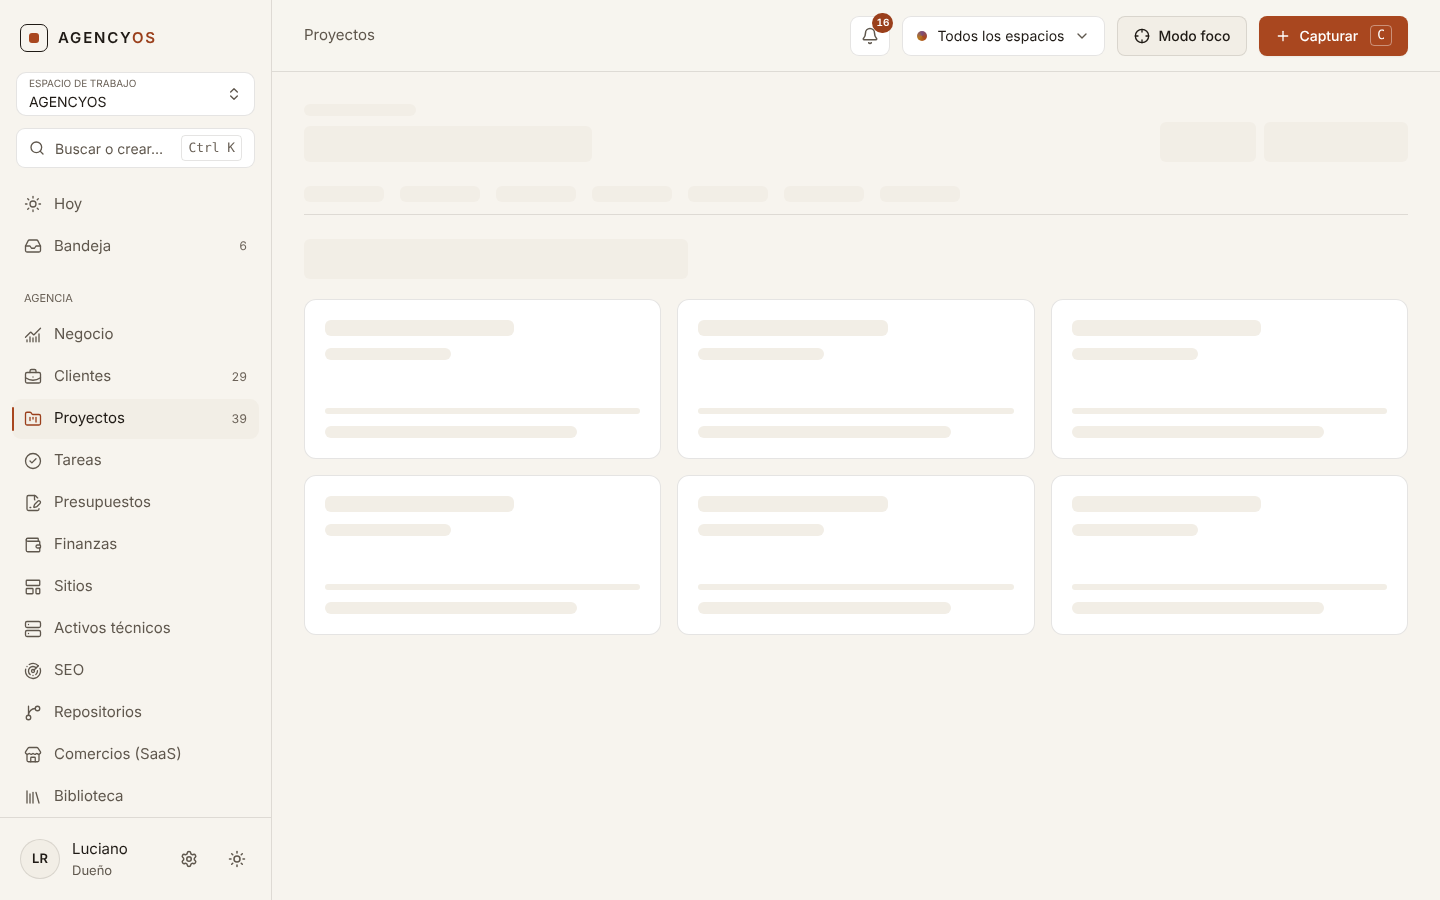 AGENCYOS
ESPACIO DE TRABAJO
AGENCYOS
Buscar o crear... Ctrl K
Hoy
Bandeja 6
AGENCIA
Negocio
Clientes 29
Proyectos 39
Tareas
Presupuestos
Finanzas
Sitios
Activos técnicos
SEO
Repositorios
Comercios (SaaS)
Biblioteca
LR
Luciano
Dueño
Proyectos
16
Todos los espacios
Modo foco
Capturar C